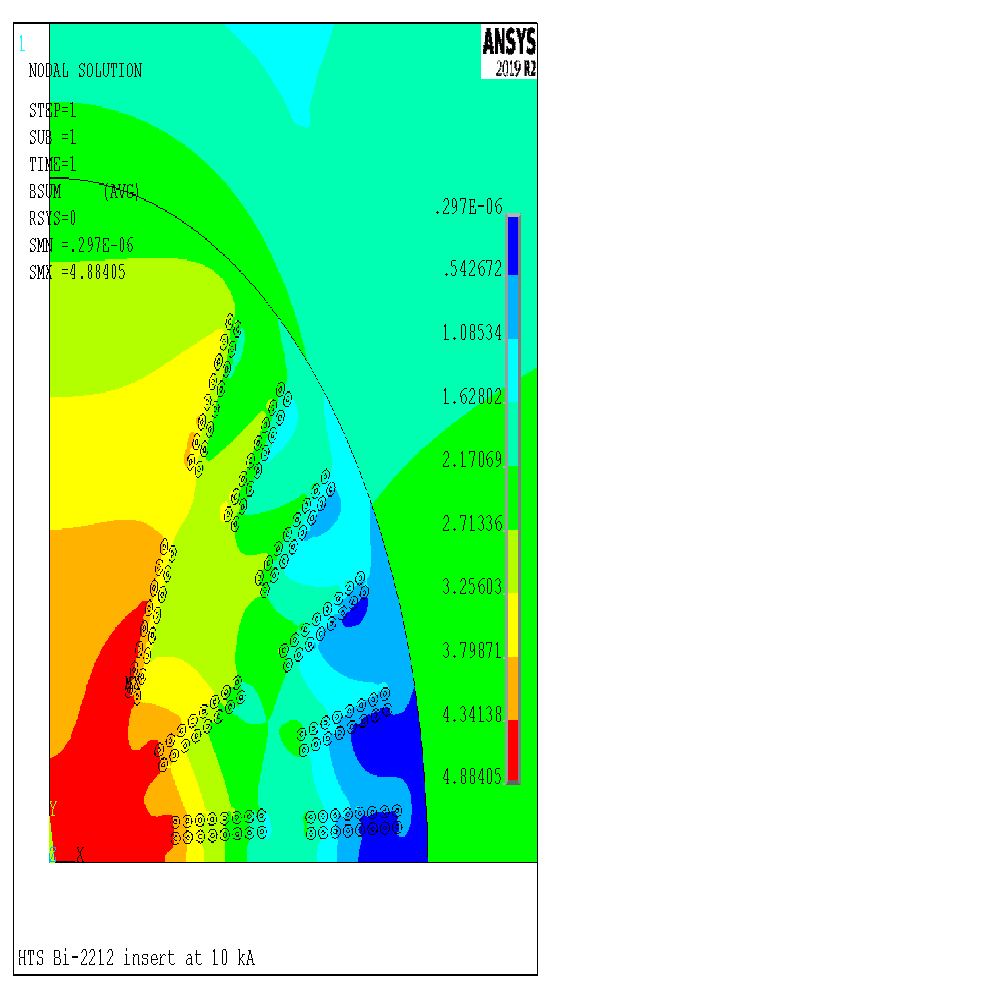 1
ANSYS
2019 R2
NODAL SOLUTION
STEP=1
SUB =1
TIME=1
BSUM (AVG)
RSYS=0
SMN =.297E-06
SMX =4.88405
.297E-06
.542672
1.08534
1.62802
2.17069
2.71336
3.25603
3.79871
4.34138
4.88405
MX
Y
Z X
HTS Bi-2212 insert at 10 kA